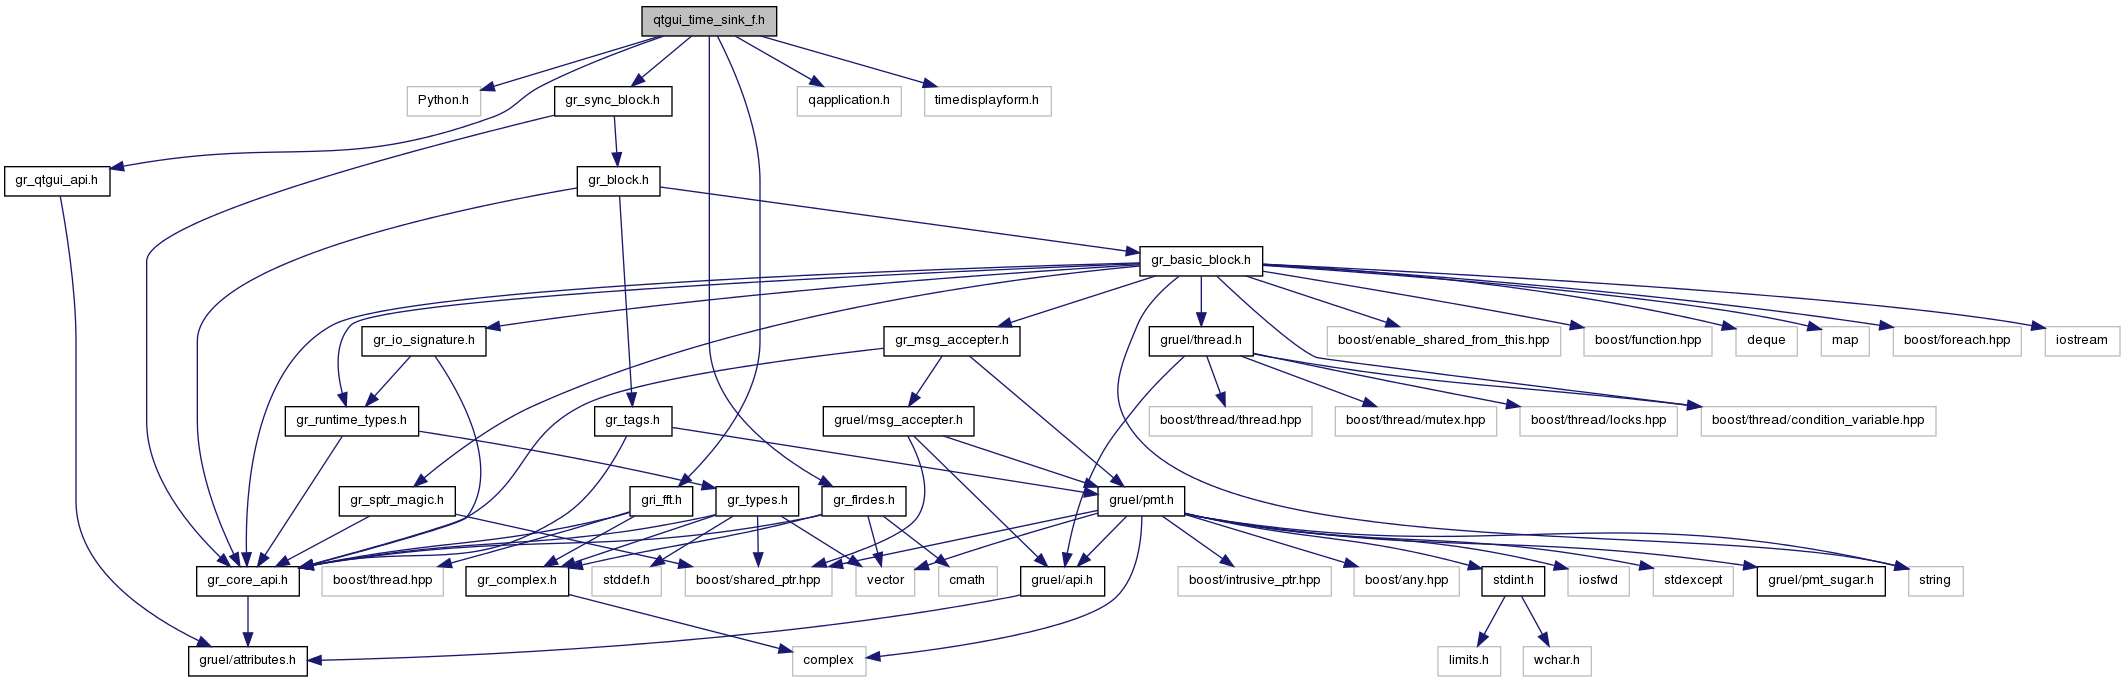 qtgui_time_sink_f.h
Python.h
gr_sync_block.h
qapplication.h
timedisplayform.h
gr_qtgui_api.h
gr_block.h
gr_basic_block.h
gr_io_signature.h
gr_msg_accepter.h
gruel/thread.h
boost/enable_shared_from_this.hpp
boost/function.hpp
deque
map
boost/foreach.hpp
iostream
gr_runtime_types.h
gr_tags.h
gruel/msg_accepter.h
boost/thread/thread.hpp
boost/thread/mutex.hpp
boost/thread/locks.hpp
boost/thread/condition_variable.hpp
gr_sptr_magic.h
gri_fft.h
gr_types.h
gr_firdes.h
gruel/pmt.h
gr_core_api.h
boost/thread.hpp
gr_complex.h
stddef.h
boost/shared_ptr.hpp
vector
cmath
gruel/api.h
boost/intrusive_ptr.hpp
boost/any.hpp
stdint.h
iosfwd
stdexcept
gruel/pmt_sugar.h
string
gruel/attributes.h
complex
limits.h
wchar.h